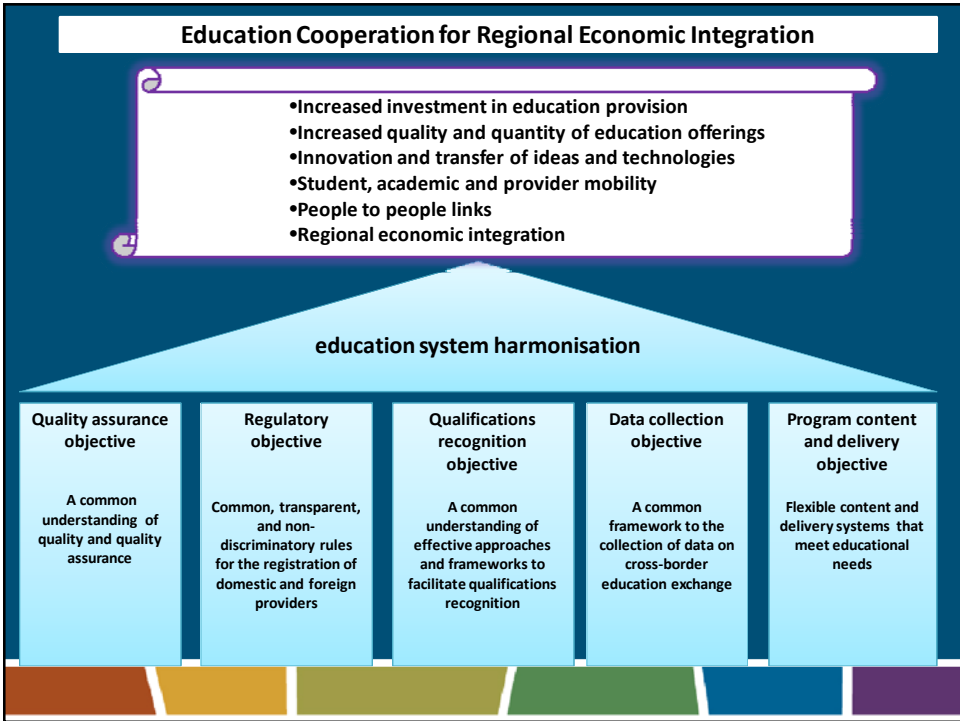 Education Cooperation for Regional Economic Integration
•Increased investment in education provision
•Increased quality and quantity of education offerings
•Innovation and transfer of ideas and technologies
•Student, academic and provider mobility
•People to people links
•Regional economic integration
education system harmonisation
Quality assurance
objective
A common
understanding of
quality and quality
assurance
Regulatory
objective
Common, transparent,
and non-
discriminatory rules
for the registration of
domestic and foreign
providers
Qualifications
recognition
objective
A common
understanding of
effective approaches
and frameworks to
facilitate qualifications
recognition
Data collection
objective
A common
framework to the
collection of data on
cross-border
education exchange
Program content
and delivery
objective
Flexible content and
delivery systems that
meet educational
needs